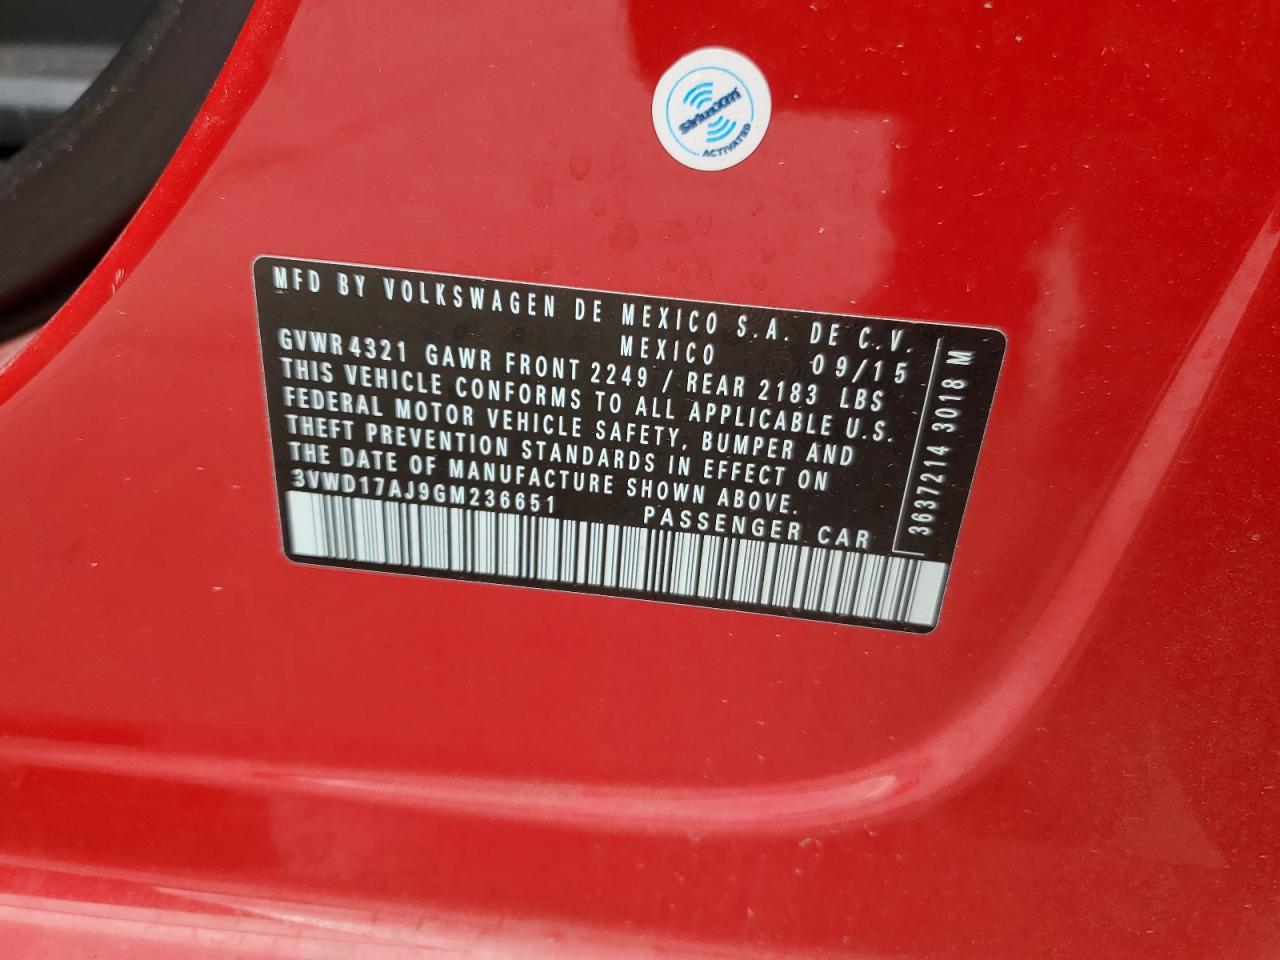 SiriusXM
ACTIVATED
MFD BY VOLKSWAGEN DE MEXICO S.A. DE C.V.
MEXICO 09/15
GVWR 4321 GAWR FRONT 2249 / REAR 2183 LBS
THIS VEHICLE CONFORMS TO ALL APPLICABLE U.S.
FEDERAL MOTOR VEHICLE SAFETY, BUMPER AND
THEFT PREVENTION STANDARDS IN EFFECT ON
THE DATE OF MANUFACTURE SHOWN ABOVE.
3VWD17AJ9GM236651 PASSENGER CAR
3637214 3018 M